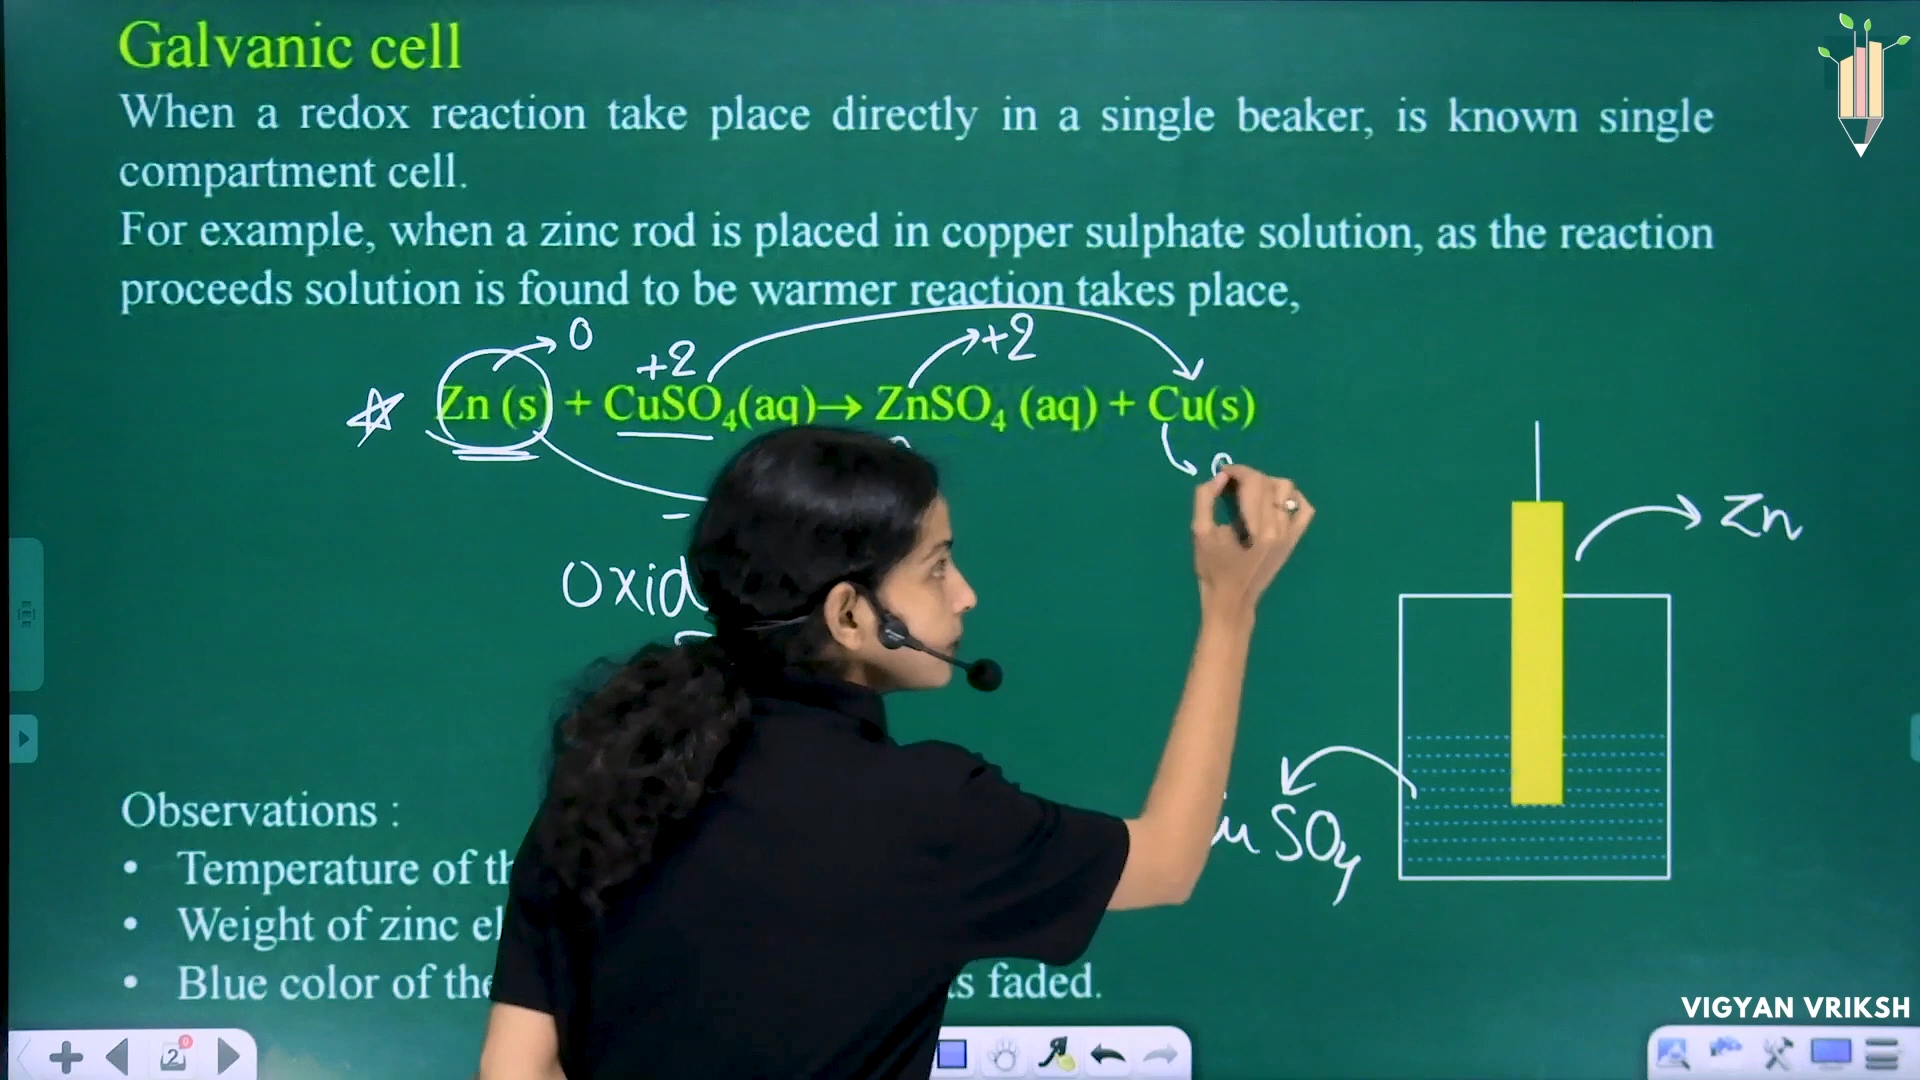 Galvanic cell
When a redox reaction take place directly in a single beaker, is known single
compartment cell.
For example, when a zinc rod is placed in copper sulphate solution, as the reaction
proceeds solution is found to be warmer reaction takes place,
0
+2
+2
Zn (s) + CuSO₄(aq)→ ZnSO₄ (aq) + Cu(s)
Zn
oxid
SO₄
Observations :
• Temperature of
• Weight of zinc
• Blue color of the
faded.
VIGYAN VRIKSH
2
0